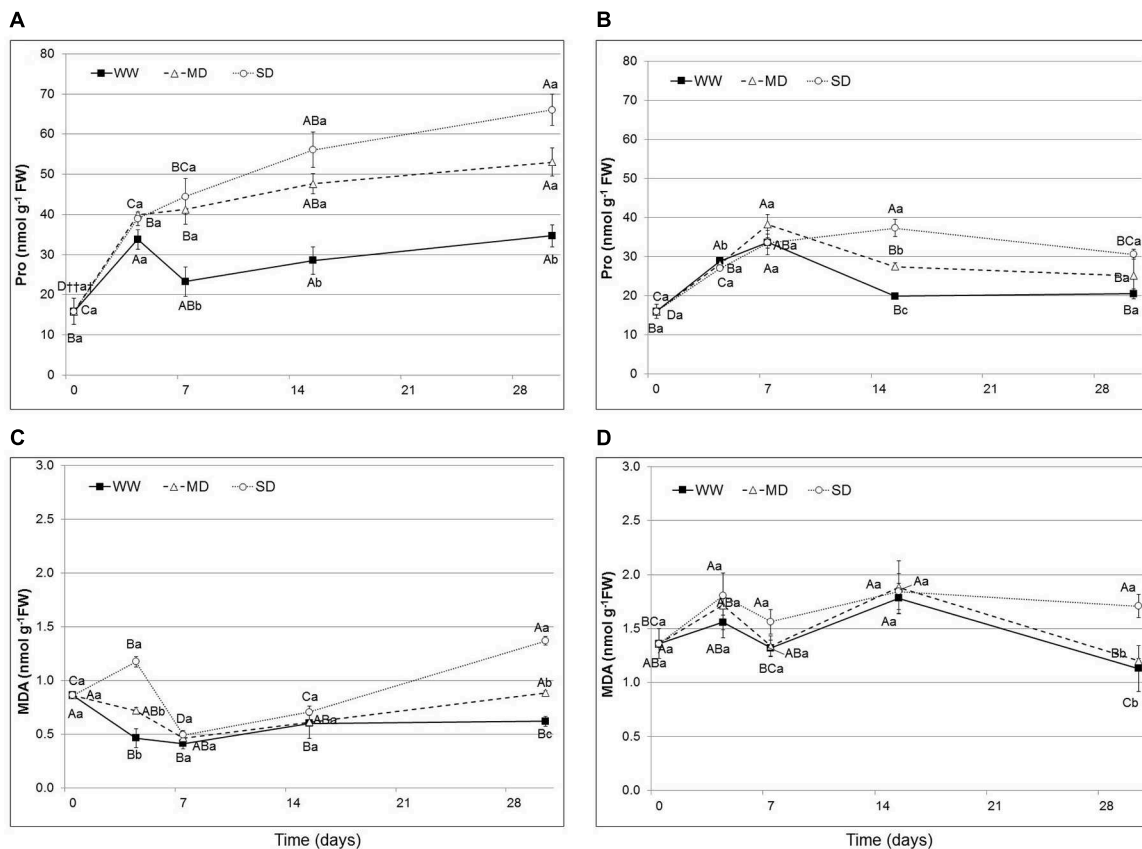 A
80
70
60
50
40
30
20
10
0
Pro (nmol g-1 FW)
WW MD SD
Aa
ABa
BCa
Aa
ABa
Ca
Ba
Ba
Aa
Ab
Ab
ABb
D††a‡
Ca
Ba
0 7 14 21 28
B
80
70
60
50
40
30
20
10
0
Pro (nmol g-1 FW)
WW MD SD
Aa
Aa
Ab
ABa
Bb
BCa
Ba
Ca
Aa
Ba
Ca
Da
Ba
Bc
Ba
0 7 14 21 28
C
3.0
2.5
2.0
1.5
1.0
0.5
0.0
MDA (nmol g-1FW)
WW MD SD
Ba
Aa
Ca
Aa
Aa
ABb
Da
Ca
Ab
ABa
ABa
Bb
Ba
Ba
Bc
0 7 14 21 28
Time (days)
D
3.0
2.5
2.0
1.5
1.0
0.5
0.0
MDA (nmol g-1FW)
WW MD SD
Aa
Aa
Aa
Aa
Aa
ABa
BCa
Aa
ABa
ABa
ABa
BCa
Aa
Bb
Cb
0 7 14 21 28
Time (days)